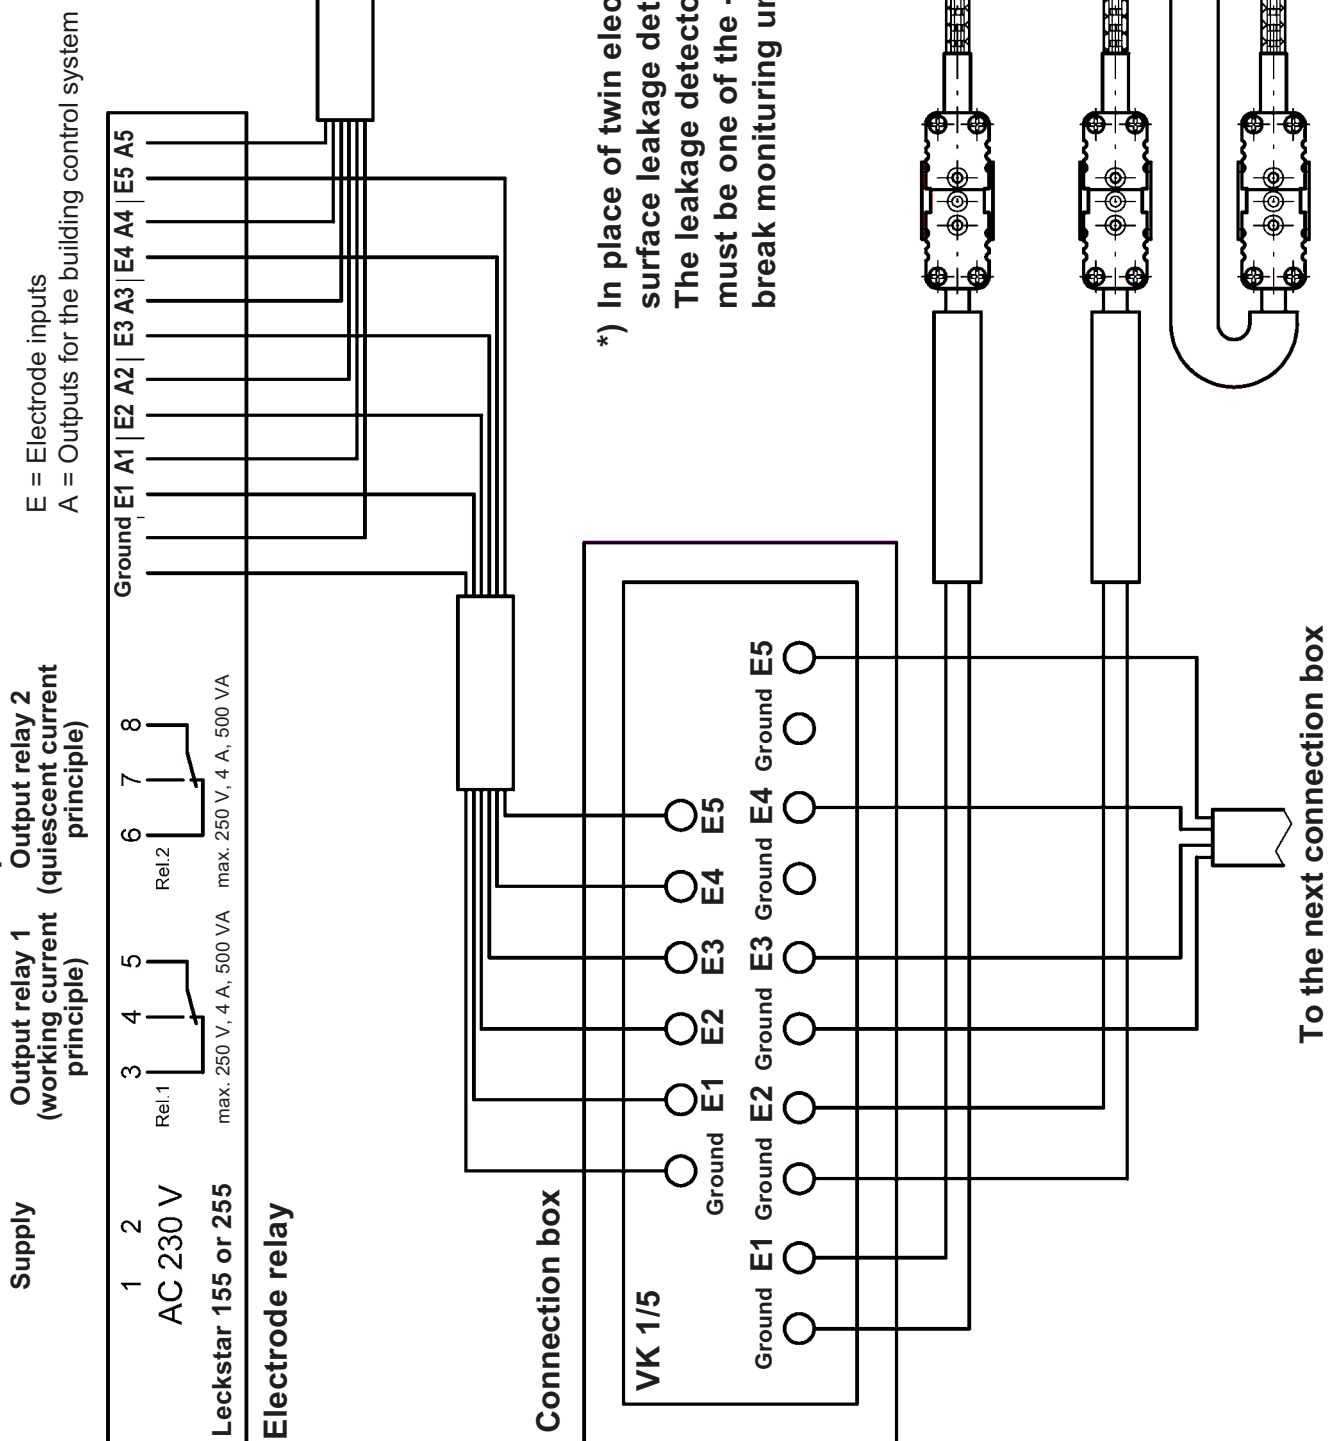 E = Electrode inputs
A = Outputs for the building control system
Supply
Output relay 1
(working current
principle)
Output relay 2
(quiescent current
principle)
1 2
3 4 5
6 7 8
Ground E1 A1 | E2 A2 | E3 A3 | E4 A4 | E5 A5
AC 230 V
Rel.1
Rel.2
Leckstar 155 or 255
max. 250 V, 4 A, 500 VA
max. 250 V, 4 A, 500 VA
Electrode relay
Connection box
*) In place of twin
surface leakage
The leakage
must be one of the
break monituring
VK 1/5
Ground E1 E2 E3 E4 E5
Ground E1 Ground E2 Ground E3 Ground E4 Ground E5
To the next connection box